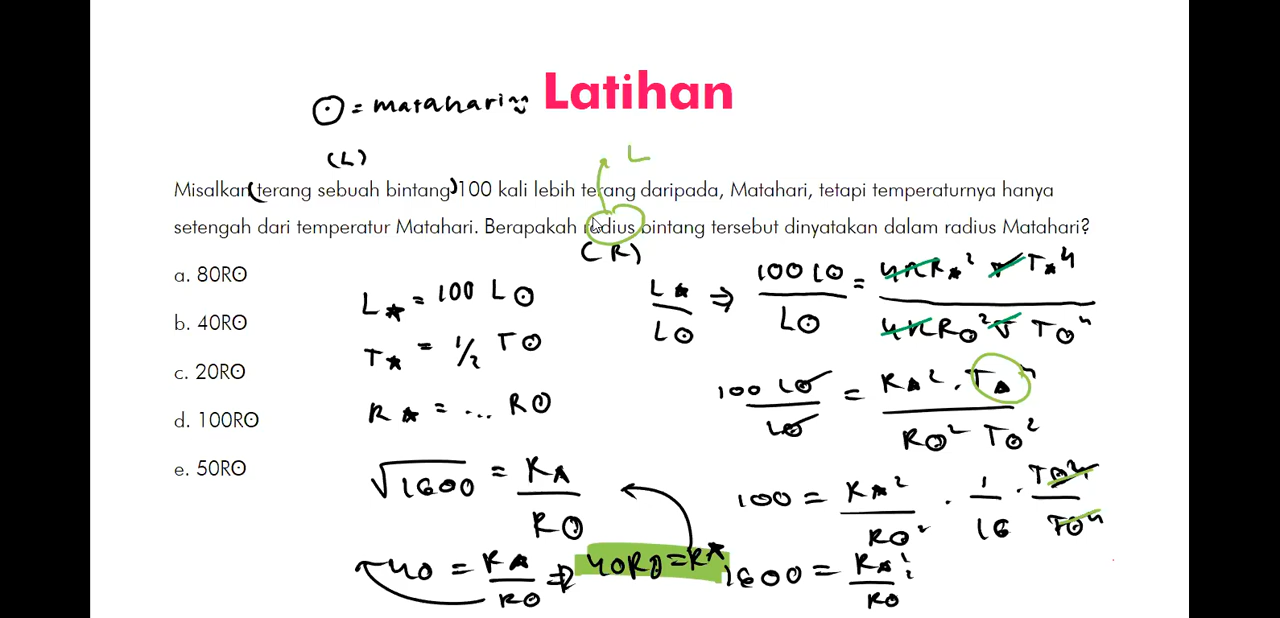 ⊙ = matahari Latihan
(L)
L
Misalkan (terang sebuah bintang) 100 kali lebih terang daripada, Matahari, tetapi temperaturnya hanya
setengah dari temperatur Matahari. Berapakah radius bintang tersebut dinyatakan dalam radius Matahari?
(R)
a. 80R⊙
b. 40R⊙
c. 20R⊙
d. 100R⊙
e. 50R⊙
L★ = 100 L⊙
T★ = 1/2 T⊙
R★ = ... R⊙
L★/L⊙ ⇒ 100 L⊙/L⊙ = 4πR★² σ T★⁴ / 4πR⊙² σ T⊙⁴
100 L⊙/L⊙ = R★² . T★⁴ / R⊙² T⊙²
100 = R★²/R⊙² . 1/16 . T⊙⁴/T⊙⁴
1600 = R★²/R⊙²
√1600 = R★/R⊙
40 = R★/R⊙ ⇒ 40R⊙ = R★